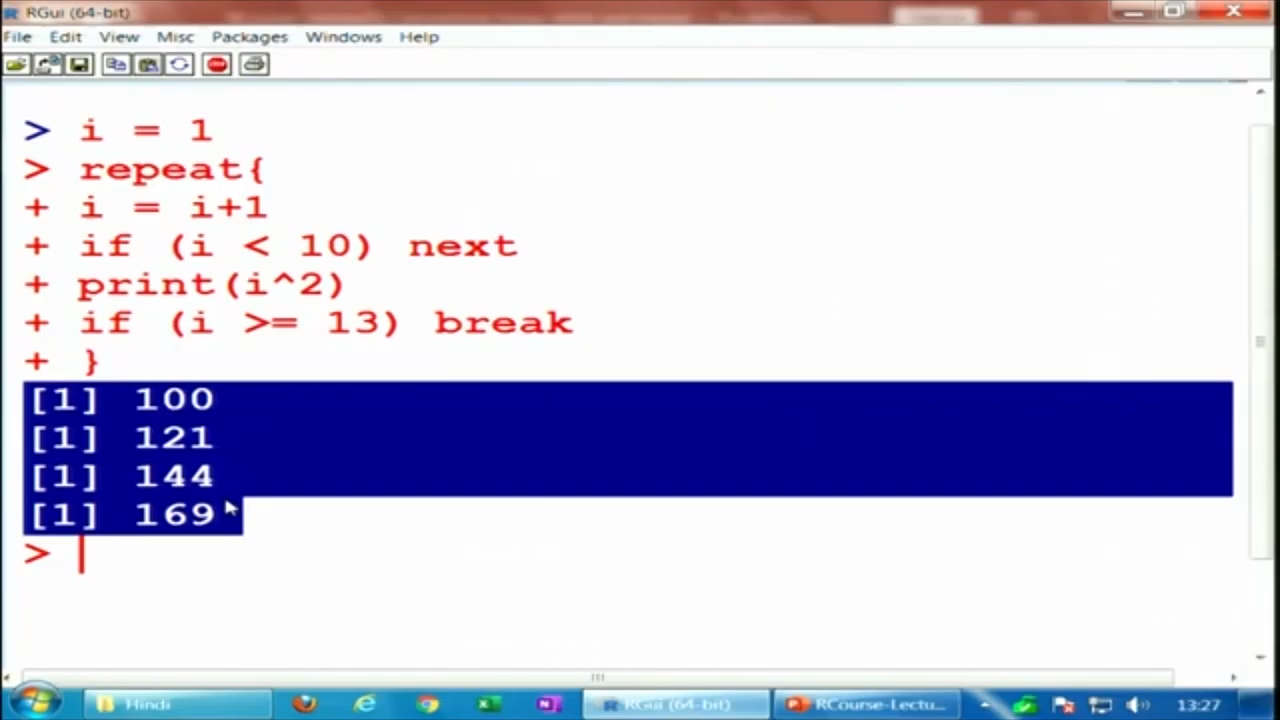 RGui (64-bit)
File Edit View Misc Packages Windows Help
STOP
> i = 1
> repeat{
+ i = i+1
+ if (i < 10) next
+ print(i^2)
+ if (i >= 13) break
+ }
[1] 100
[1] 121
[1] 144
[1] 169
>
Hindi RGui (64-bit) RCourse-Lectu... 13:27